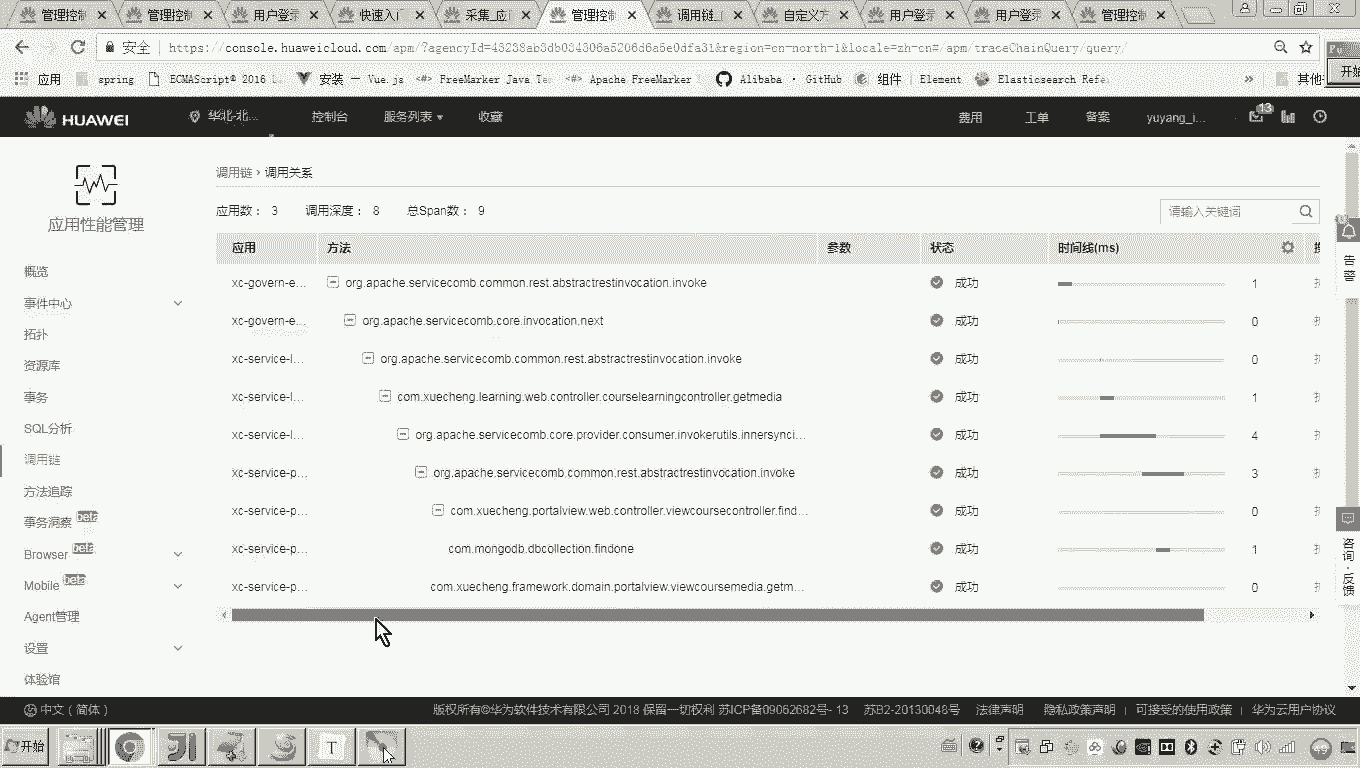 管理控制 管理控制 用户登录 快速入门 采集_应 管理控制 调用链_ 自定义方 用户登录 用户登录 管理控制
安全 https://console.huaweicloud.com/apm/
应用 spring ECMAScript® 2016 L 安装 — Vue.js <#> FreeMarker Java Te <#> Apache FreeMarker Alibaba · GitHub 组件 | Element Elasticsearch Refe 其他
开始
HUAWEI 华北-北... 控制台 服务列表 收藏 费用 工单 备案 yuyang_i... 13
应用性能管理
概览
事件中心
拓扑
资源库
事务
SQL分析
调用链
方法追踪
事务洞察 beta
Browser beta
Mobile beta
Agent管理
设置
体验馆
调用链 › 调用关系
应用数： 3 调用深度： 8 总Span数： 9 请输入关键词
应用 方法 参数 状态 时间线(ms)
xc-govern-e... org.apache.servicecomb.common.rest.abstractrestinvocation.invoke 成功 1
xc-govern-e... org.apache.servicecomb.core.invocation.next 成功 0
xc-service-l... org.apache.servicecomb.common.rest.abstractrestinvocation.invoke 成功 0
xc-service-l... com.xuecheng.learning.web.controller.courselearningcontroller.getmedia 成功 1
xc-service-l... org.apache.servicecomb.core.provider.consumer.invokerutils.innersynci... 成功 4
xc-service-p... org.apache.servicecomb.common.rest.abstractrestinvocation.invoke 成功 3
xc-service-p... com.xuecheng.portalview.web.controller.viewcoursecontroller.find... 成功 0
xc-service-p... com.mongodb.dbcollection.findone 成功 1
xc-service-p... com.xuecheng.framework.domain.portalview.viewcoursemedia.getm... 成功 0
告警
咨询·反馈
中文（简体） 版权所有©华为软件技术有限公司 2018 保留一切权利 苏ICP备09062682号- 13 苏B2-20130048号 法律声明 隐私政策声明 | 可接受的使用政策 | 华为云用户协议
开始 T 49